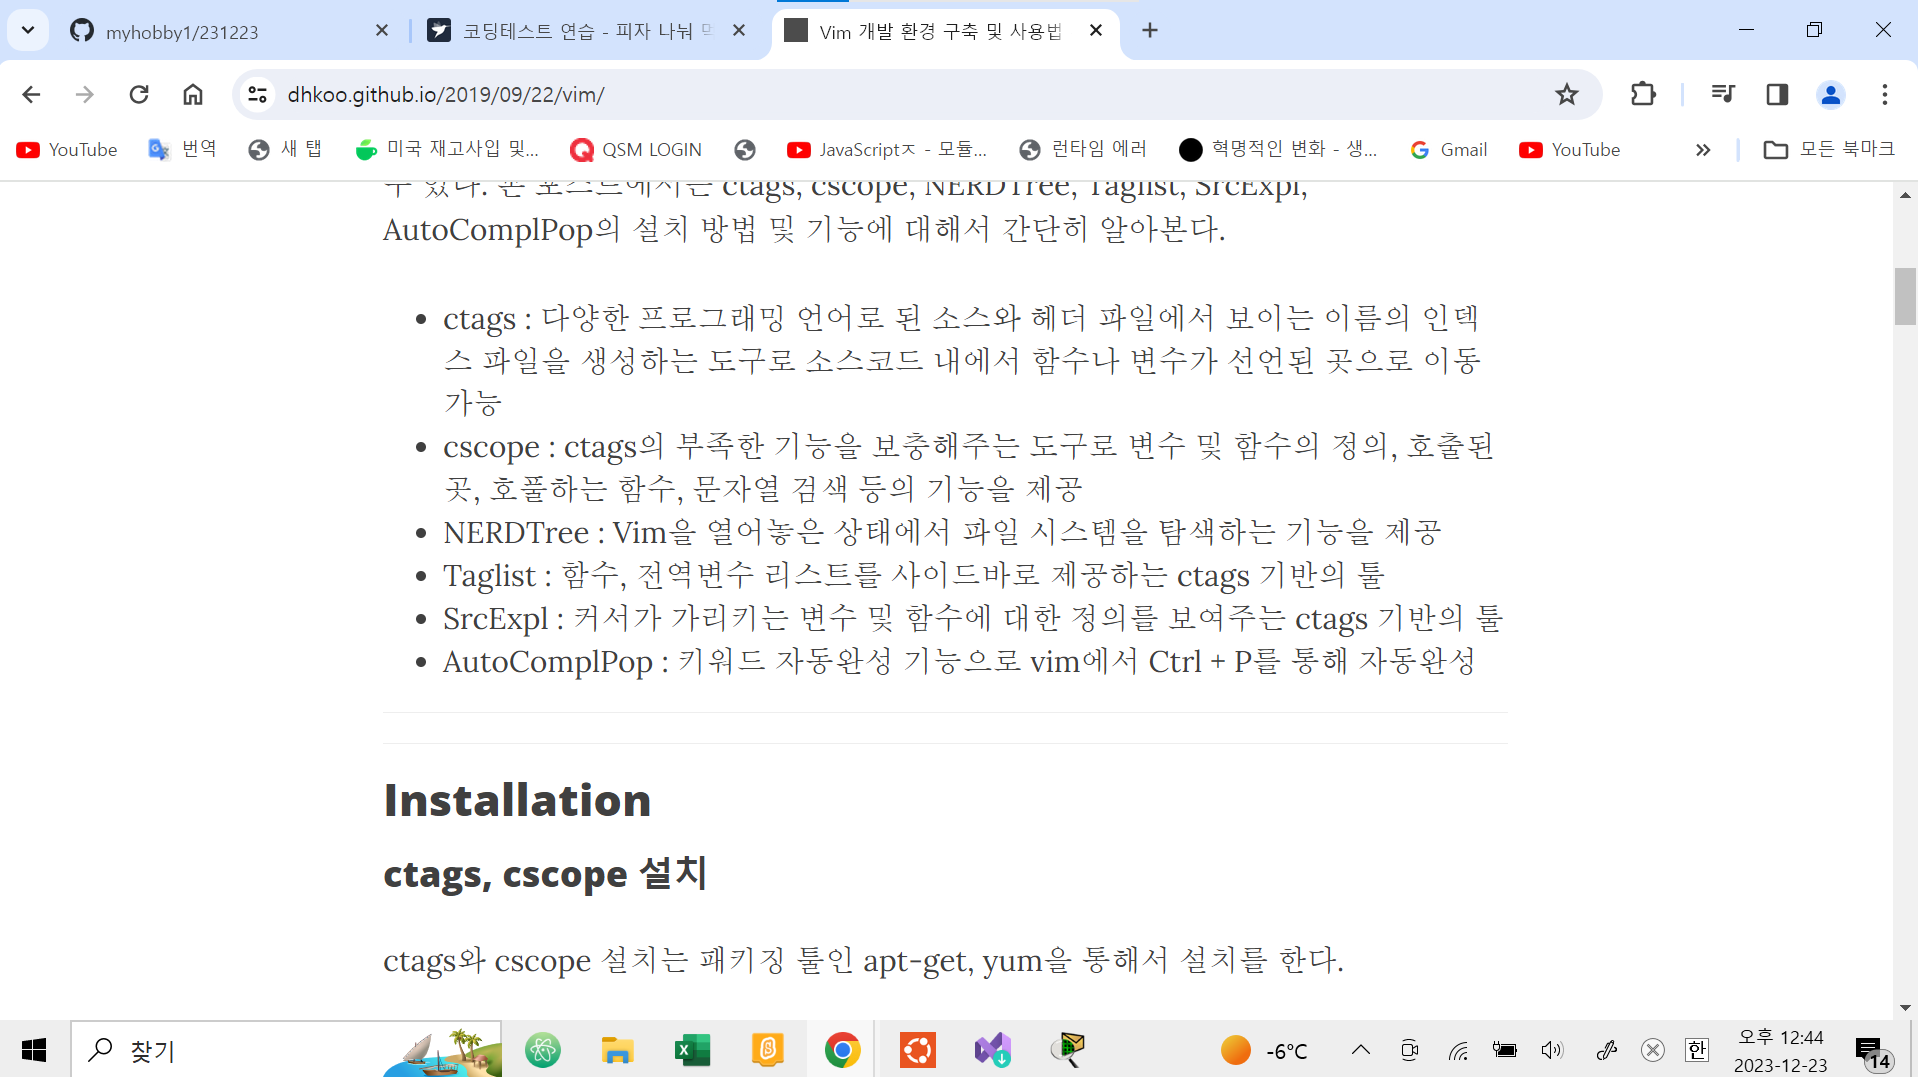 myhobby1/231223
코딩테스트 연습 - 피자 나눠 먹
Vim 개발 환경 구축 및 사용법
dhkoo.github.io/2019/09/22/vim/
YouTube
번역
새 탭
미국 재고사입 및...
QSM LOGIN
JavaScriptㅈ - 모듈...
런타임 에러
혁명적인 변화 - 생...
Gmail
YouTube
모든 북마크
수 있다. 본 포스트에서는 ctags, cscope, NERDTree, Taglist, SrcExpl,
AutoComplPop의 설치 방법 및 기능에 대해서 간단히 알아본다.
ctags : 다양한 프로그래밍 언어로 된 소스와 헤더 파일에서 보이는 이름의 인덱
스 파일을 생성하는 도구로 소스코드 내에서 함수나 변수가 선언된 곳으로 이동
가능
cscope : ctags의 부족한 기능을 보충해주는 도구로 변수 및 함수의 정의, 호출된
곳, 호풀하는 함수, 문자열 검색 등의 기능을 제공
NERDTree : Vim을 열어놓은 상태에서 파일 시스템을 탐색하는 기능을 제공
Taglist : 함수, 전역변수 리스트를 사이드바로 제공하는 ctags 기반의 툴
SrcExpl : 커서가 가리키는 변수 및 함수에 대한 정의를 보여주는 ctags 기반의 툴
AutoComplPop : 키워드 자동완성 기능으로 vim에서 Ctrl + P를 통해 자동완성
Installation
ctags, cscope 설치
ctags와 cscope 설치는 패키징 툴인 apt-get, yum을 통해서 설치를 한다.
찾기
-6°C
한
오후 12:44
2023-12-23
14